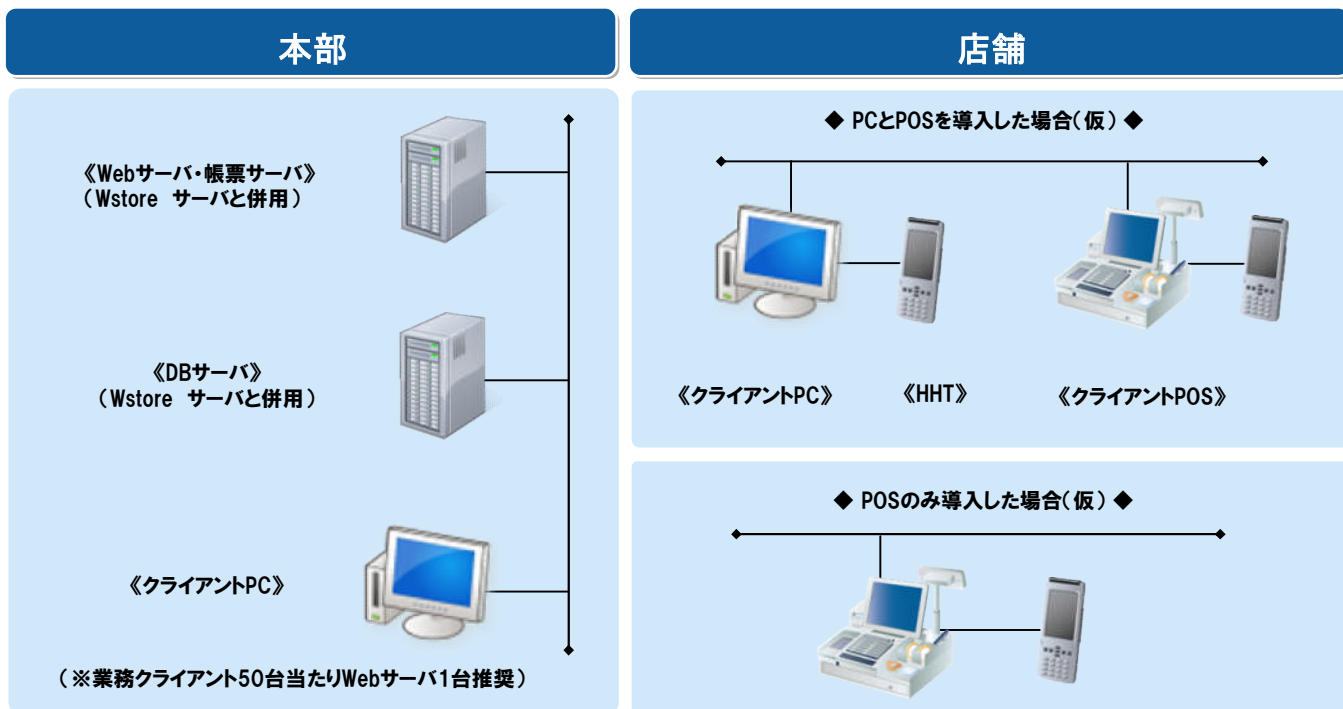 本部
《Webサーバ・帳票サーバ》
（Wstore サーバと併用）
《DBサーバ》
（Wstore サーバと併用）
《クライアントPC》
（※業務クライアント50台当たりWebサーバ1台推奨）
店舗
◆ PCとPOSを導入した場合（仮）◆
《クライアントPC》
《HHT》
《クライアントPOS》
◆ POSのみ導入した場合（仮）◆